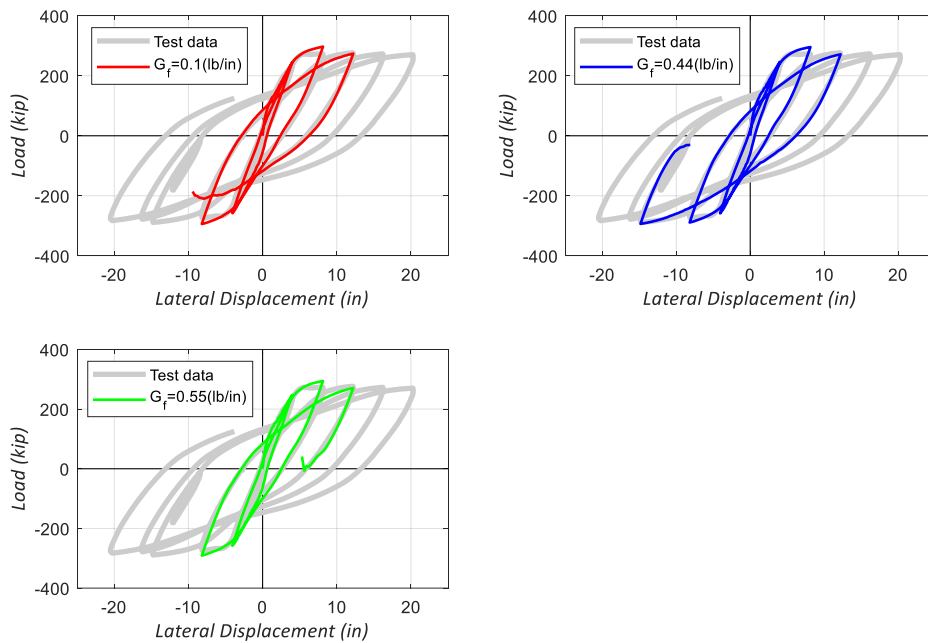 400
200
0
-200
-400
Load (kip)
Test data
G_f=0.1(lb/in)
-20 -10 0 10 20
Lateral Displacement (in)
400
200
0
-200
-400
Load (kip)
Test data
G_f=0.44(lb/in)
-20 -10 0 10 20
Lateral Displacement (in)
400
200
0
-200
-400
Load (kip)
Test data
G_f=0.55(lb/in)
-20 -10 0 10 20
Lateral Displacement (in)